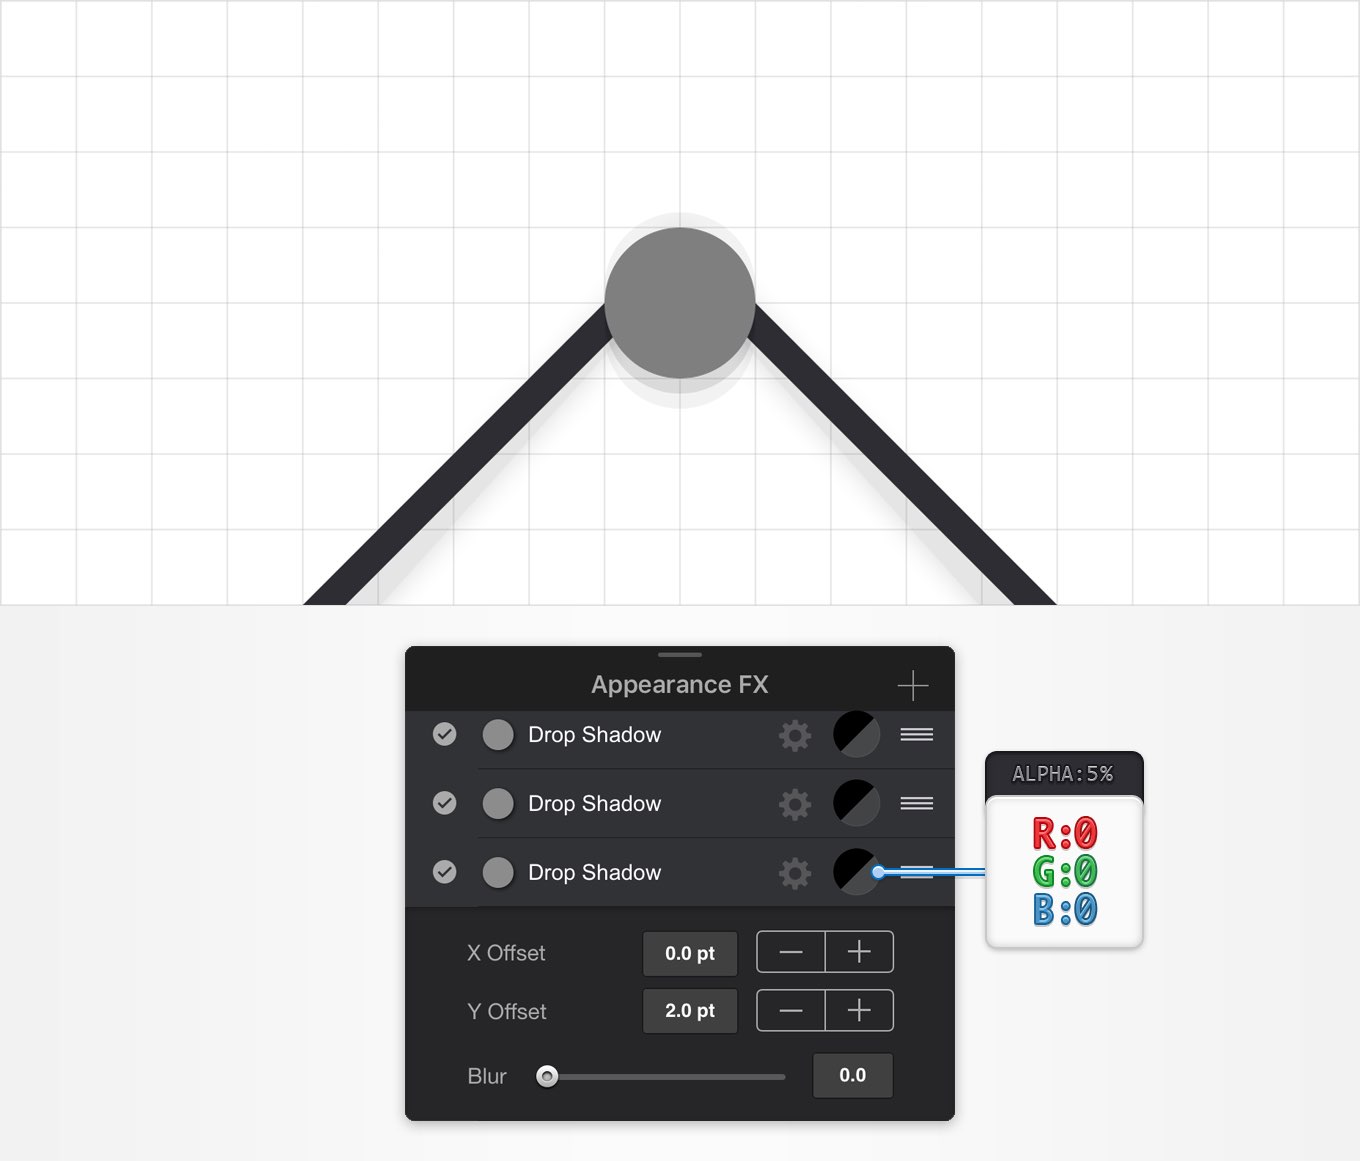 Appearance FX
Drop Shadow
Drop Shadow
Drop Shadow
ALPHA:5%
R:0
G:0
B:0
X Offset 0.0 pt
Y Offset 2.0 pt
Blur 0.0